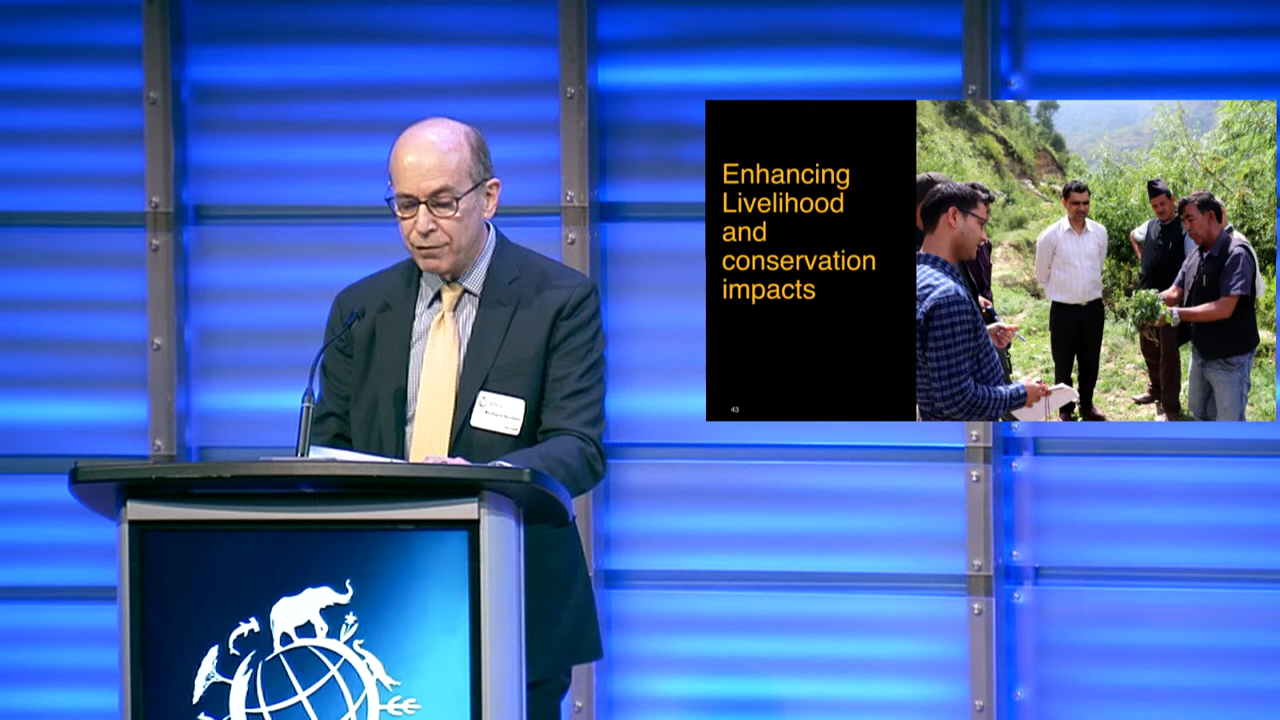 Enhancing
Livelihood
and
conservation
impacts
43